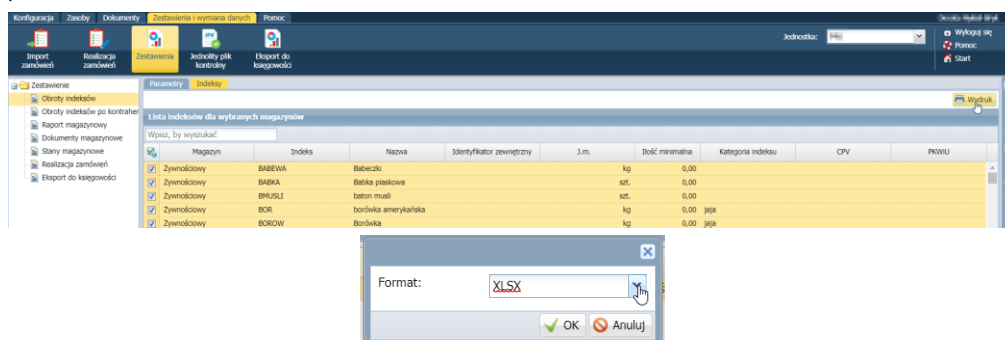 Konfiguracja Zasoby Dokumenty Zestawienia i wymiana danych Pomoc
Import zamówień Realizacja zamówień Zestawienia Jednolity plik kontrolny Eksport do księgowości
Jednostka:
Wyloguj się
Pomoc
Start
Zestawienie
Obroty indeksów
Obroty indeksów po kontraher
Raport magazynowy
Dokumenty magazynowe
Stany magazynowe
Realizacja zamówień
Eksport do księgowości
Parametry Indeksy
Wydruk
Lista indeksów dla wybranych magazynów
Wpisz, by wyszukać
Magazyn Indeks Nazwa Identyfikator zewnętrzny J.m. Ilość minimalna Kategoria indeksu CPV PKWiU
Żywnościowy BABEWA Babeczki kg 0,00
Żywnościowy BABKA Babka piaskowa szt. 0,00
Żywnościowy BMUSLI baton musli szt. 0,00
Żywnościowy BOR borówka amerykańska kg 0,00 jaja
Żywnościowy BOROW Borówka kg 0,00 jaja
Format: XLSX
OK Anuluj